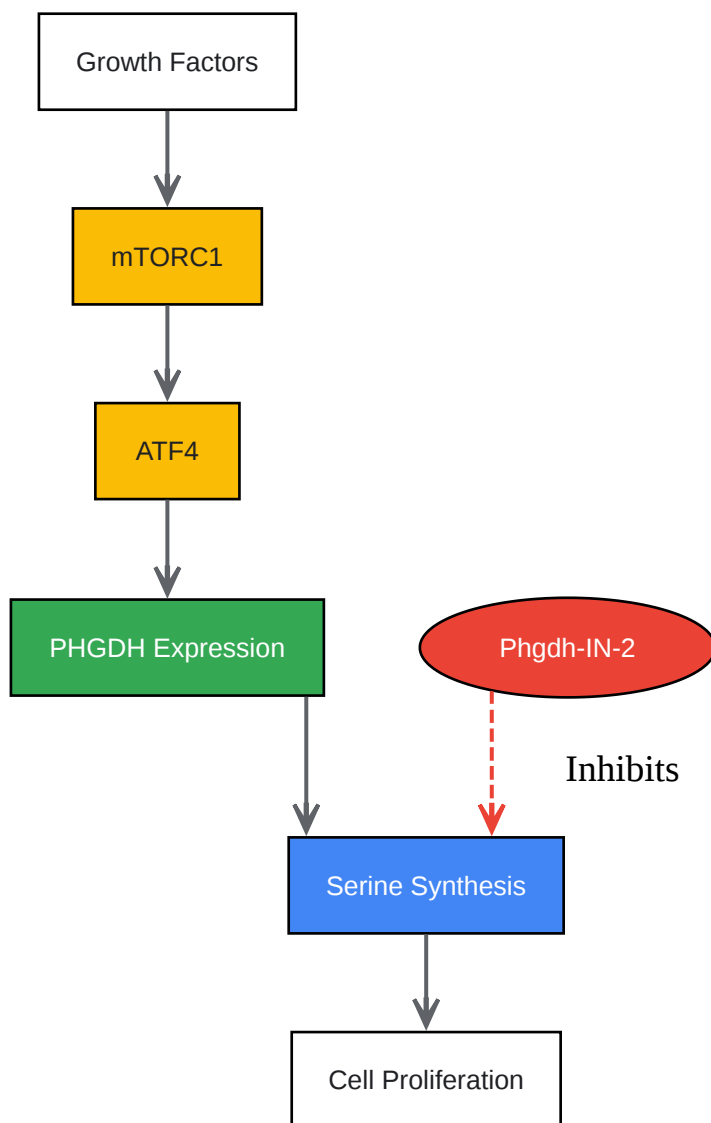 Growth Factors
mTORC1
ATF4
PHGDH Expression
Phgdh-IN-2
Inhibits
Serine Synthesis
Cell Proliferation